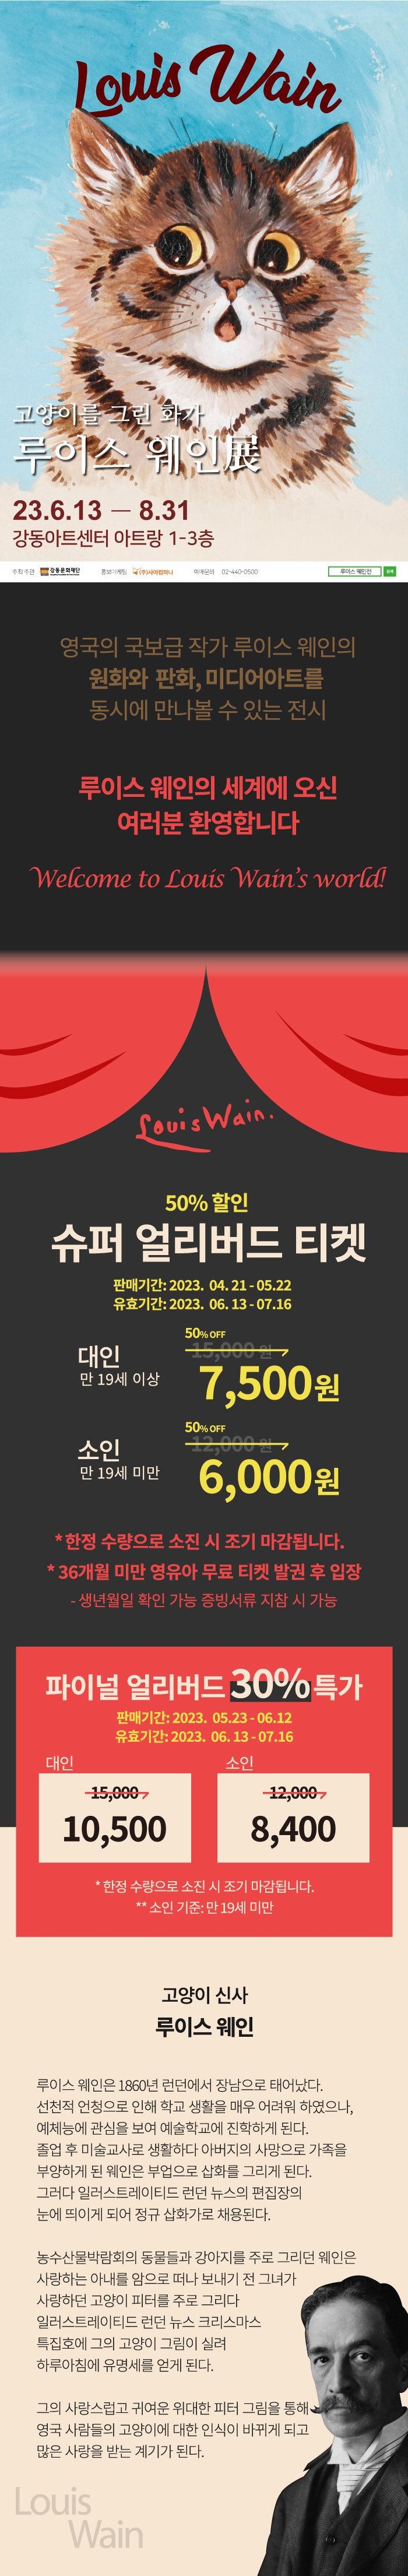 Louis Wain
고양이를 그린 화가
루이스 웨인展
23.6.13 — 8.31
강동아트센터 아트랑 1-3층
주최 주관 강동문화재단 홍보마케팅 (주)사야컴퍼니 예매문의 02-440-0500 루이스 웨인전
영국의 국보급 작가 루이스 웨인의
원화와 판화, 미디어아트를
동시에 만나볼 수 있는 전시
루이스 웨인의 세계에 오신
여러분 환영합니다
Welcome to Louis Wain's world!
Louis Wain.
50% 할인
슈퍼 얼리버드 티켓
판매기간: 2023. 04. 21 - 05.22
유효기간: 2023. 06. 13 - 07.16
50% OFF
대인 15,000 원
만 19세 이상 7,500원
50% OFF
소인 12,000 원
만 19세 미만 6,000원
*한정 수량으로 소진 시 조기 마감됩니다.
* 36개월 미만 영유아 무료 티켓 발권 후 입장
- 생년월일 확인 가능 증빙서류 지참 시 가능
파이널 얼리버드 30% 특가
판매기간: 2023. 05.23 - 06.12
유효기간: 2023. 06. 13 - 07.16
대인 소인
15,000 12,000
10,500 8,400
* 한정 수량으로 소진 시 조기 마감됩니다.
** 소인 기준: 만 19세 미만
고양이 신사
루이스 웨인
루이스 웨인은 1860년 런던에서 장남으로 태어났다.
선천적 언청으로 인해 학교 생활을 매우 어려워 하였으나,
예체능에 관심을 보여 예술학교에 진학하게 된다.
졸업 후 미술교사로 생활하다 아버지의 사망으로 가족을
부양하게 된 웨인은 부업으로 삽화를 그리게 된다.
그러다 일러스트레이티드 런던 뉴스의 편집장의
눈에 띄이게 되어 정규 삽화가로 채용된다.
농수산물박람회의 동물들과 강아지를 주로 그리던 웨인은
사랑하는 아내를 암으로 떠나 보내기 전 그녀가
사랑하던 고양이 피터를 주로 그리다
일러스트레이티드 런던 뉴스 크리스마스
특집호에 그의 고양이 그림이 실려
하루아침에 유명세를 얻게 된다.
그의 사랑스럽고 귀여운 위대한 피터 그림을 통해
영국 사람들의 고양이에 대한 인식이 바뀌게 되고
많은 사랑을 받는 계기가 된다.
Louis
Wain